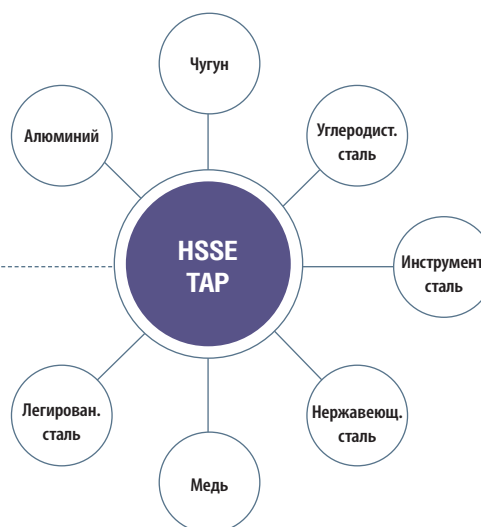 Чугун
Алюминий
Углеродист.
сталь
HSSE
TAP
Инструмент
сталь
Легирован.
сталь
Нержавеющ.
сталь
Медь